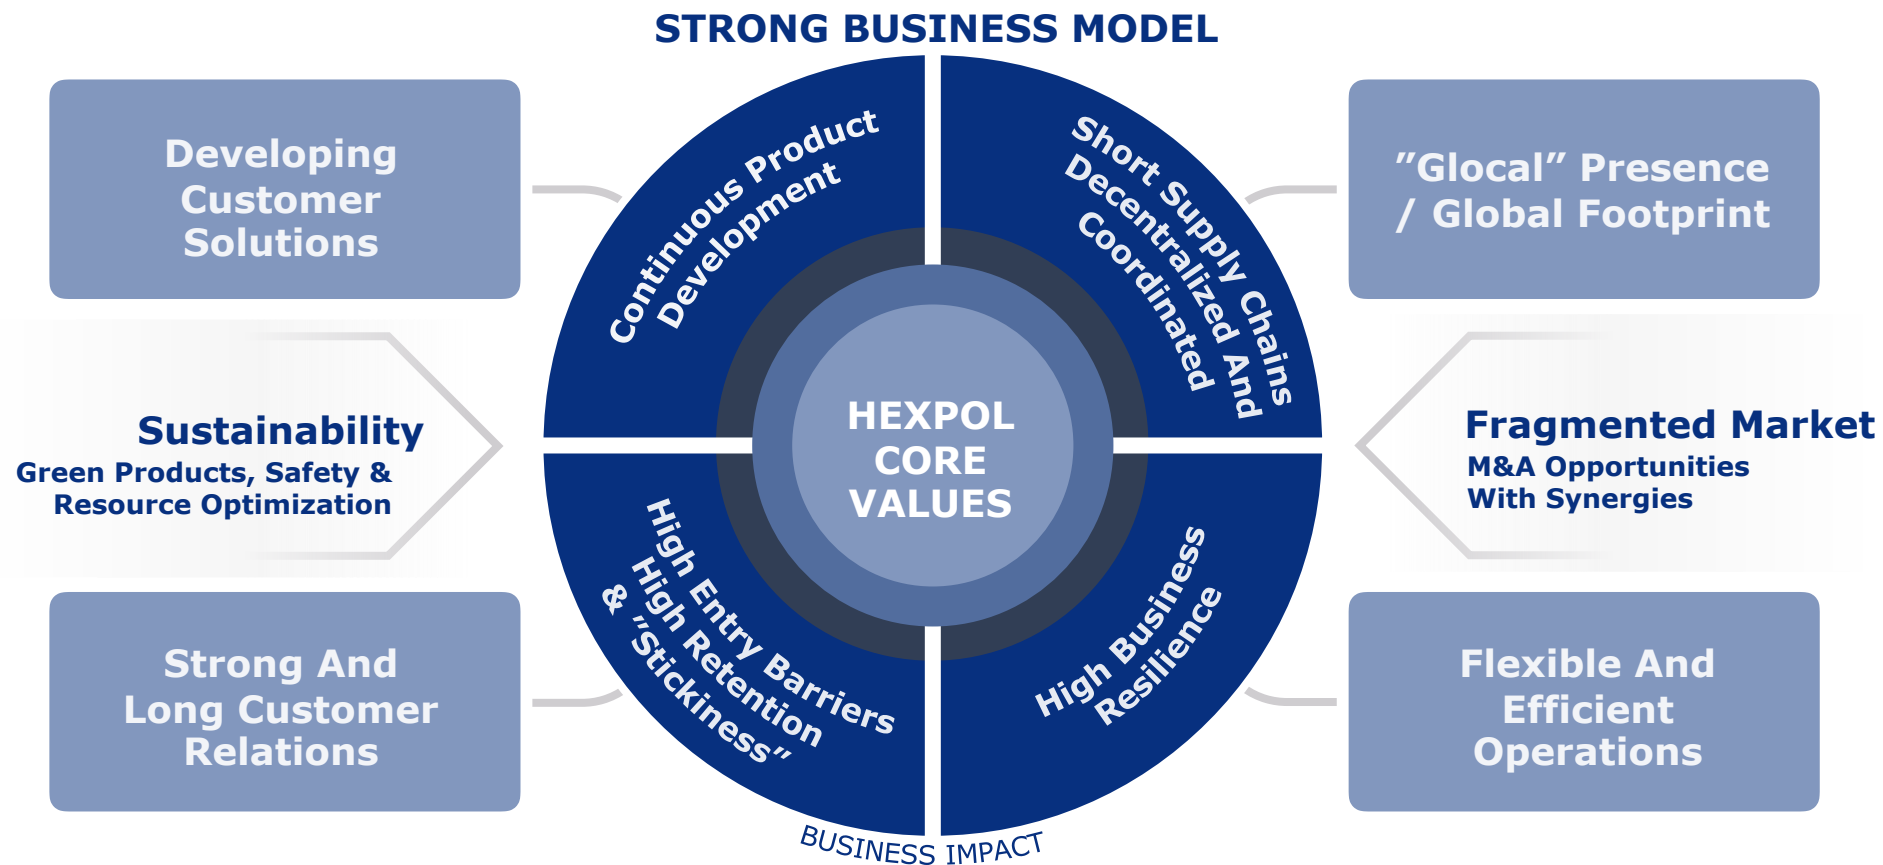 STRONG BUSINESS MODEL
Developing
Customer
Solutions
Continuous Product
Development
Short Supply Chains
Decentralized And
Coordinated
”Glocal” Presence
/ Global Footprint
Sustainability
Green Products, Safety &
Resource Optimization
HEXPOL
CORE
VALUES
Fragmented Market
M&A Opportunities
With Synergies
Strong And
Long Customer
Relations
High Entry Barriers
High Retention
& ”Stickiness”
High Business
Resilience
Flexible And
Efficient
Operations
BUSINESS IMPACT